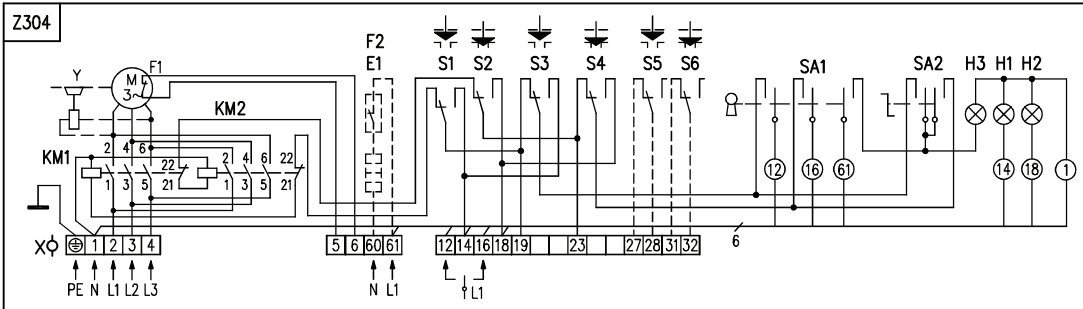 Z304
F2
E1
S1 S2 S3 S4 S5 S6
SA1 SA2 H3 H1 H2
Y
M
3~
F1
KM2
KM1
2 4 6
22
2 4 6 22
1 3 5
21
1 3 5 21
12 16 61 14 18 1
6
X
1 2 3 4
5 6 60 61
12 14 16 18 19 23 27 28 31 32
PE N L1 L2 L3
N L1
L1